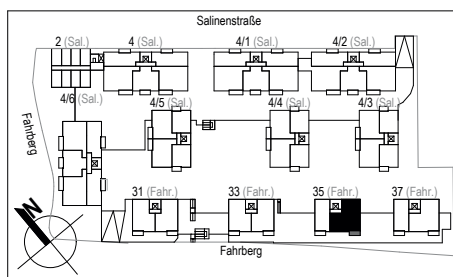 Salinenstraße
2 (Sal.) 4 (Sal.) 4/1 (Sal.) 4/2 (Sal.)
4/6 (Sal.) 4/5 (Sal.) 4/4 (Sal.) 4/3 (Sal.)
Fahrberg
31 (Fahr.) 33 (Fahr.) 35 (Fahr.) 37 (Fahr.)
N
Fahrberg